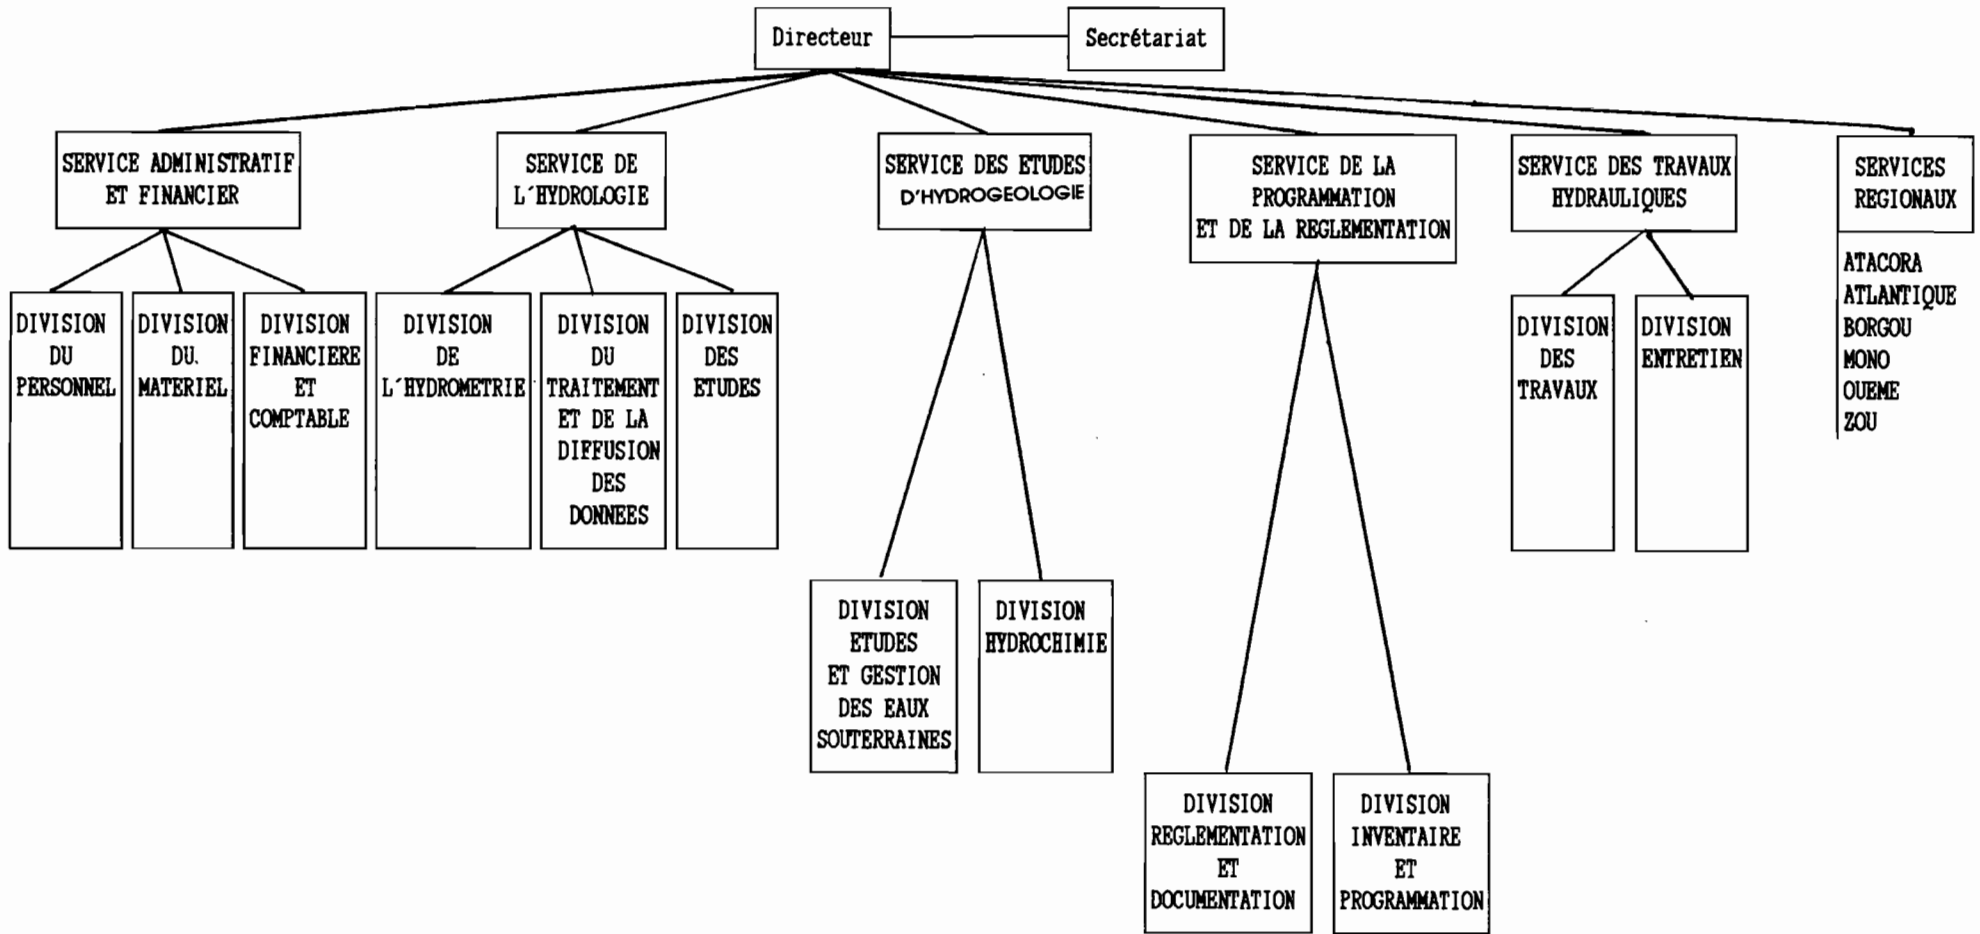 Directeur
Secrétariat
SERVICE ADMINISTRATIF
ET FINANCIER
SERVICE DE
L'HYDROLOGIE
SERVICE DES ETUDES
D'HYDROGEOLOGIE
SERVICE DE LA
PROGRAMMATION
ET DE LA REGLEMENTATION
SERVICE DES TRAVAUX
HYDRAULIQUES
SERVICES
REGIONAUX
ATACORA
ATLANTIQUE
BORGOU
MONO
OUEME
ZOU
DIVISION
DU
PERSONNEL
DIVISION
DU
MATERIEL
DIVISION
FINANCIERE
ET
COMPTABLE
DIVISION
DE
L'HYDROMETRIE
DIVISION
DU
TRAITEMENT
ET DE LA
DIFFUSION
DES
DONNEES
DIVISION
DES
ETUDES
DIVISION
ETUDES
ET GESTION
DES EAUX
SOUTERRAINES
DIVISION
HYDROCHIMIE
DIVISION
REGLEMENTATION
ET
DOCUMENTATION
DIVISION
INVENTAIRE
ET
PROGRAMMATION
DIVISION
DES
TRAVAUX
DIVISION
ENTRETIEN